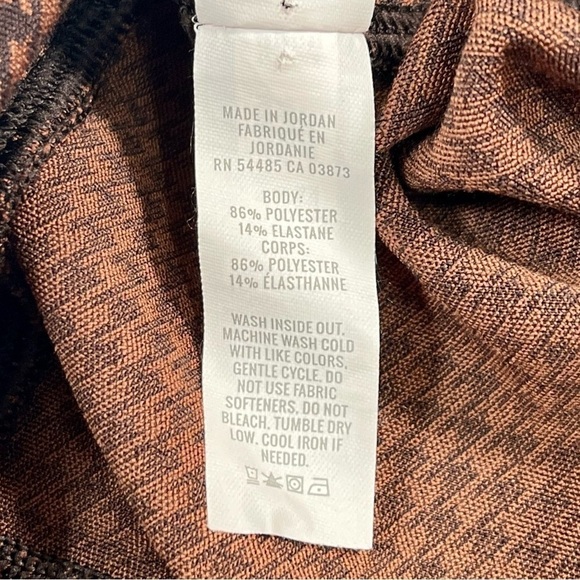 MADE IN JORDAN
FABRIQUÉ EN
JORDANIE
RN 54485 CA 03873
BODY:
86% POLYESTER
14% ELASTANE
CORPS:
86% POLYESTER
14% ÉLASTHANNE
WASH INSIDE OUT.
MACHINE WASH COLD
WITH LIKE COLORS,
GENTLE CYCLE. DO
NOT USE FABRIC
SOFTENERS. DO NOT
BLEACH. TUMBLE DRY
LOW. COOL IRON IF
NEEDED.